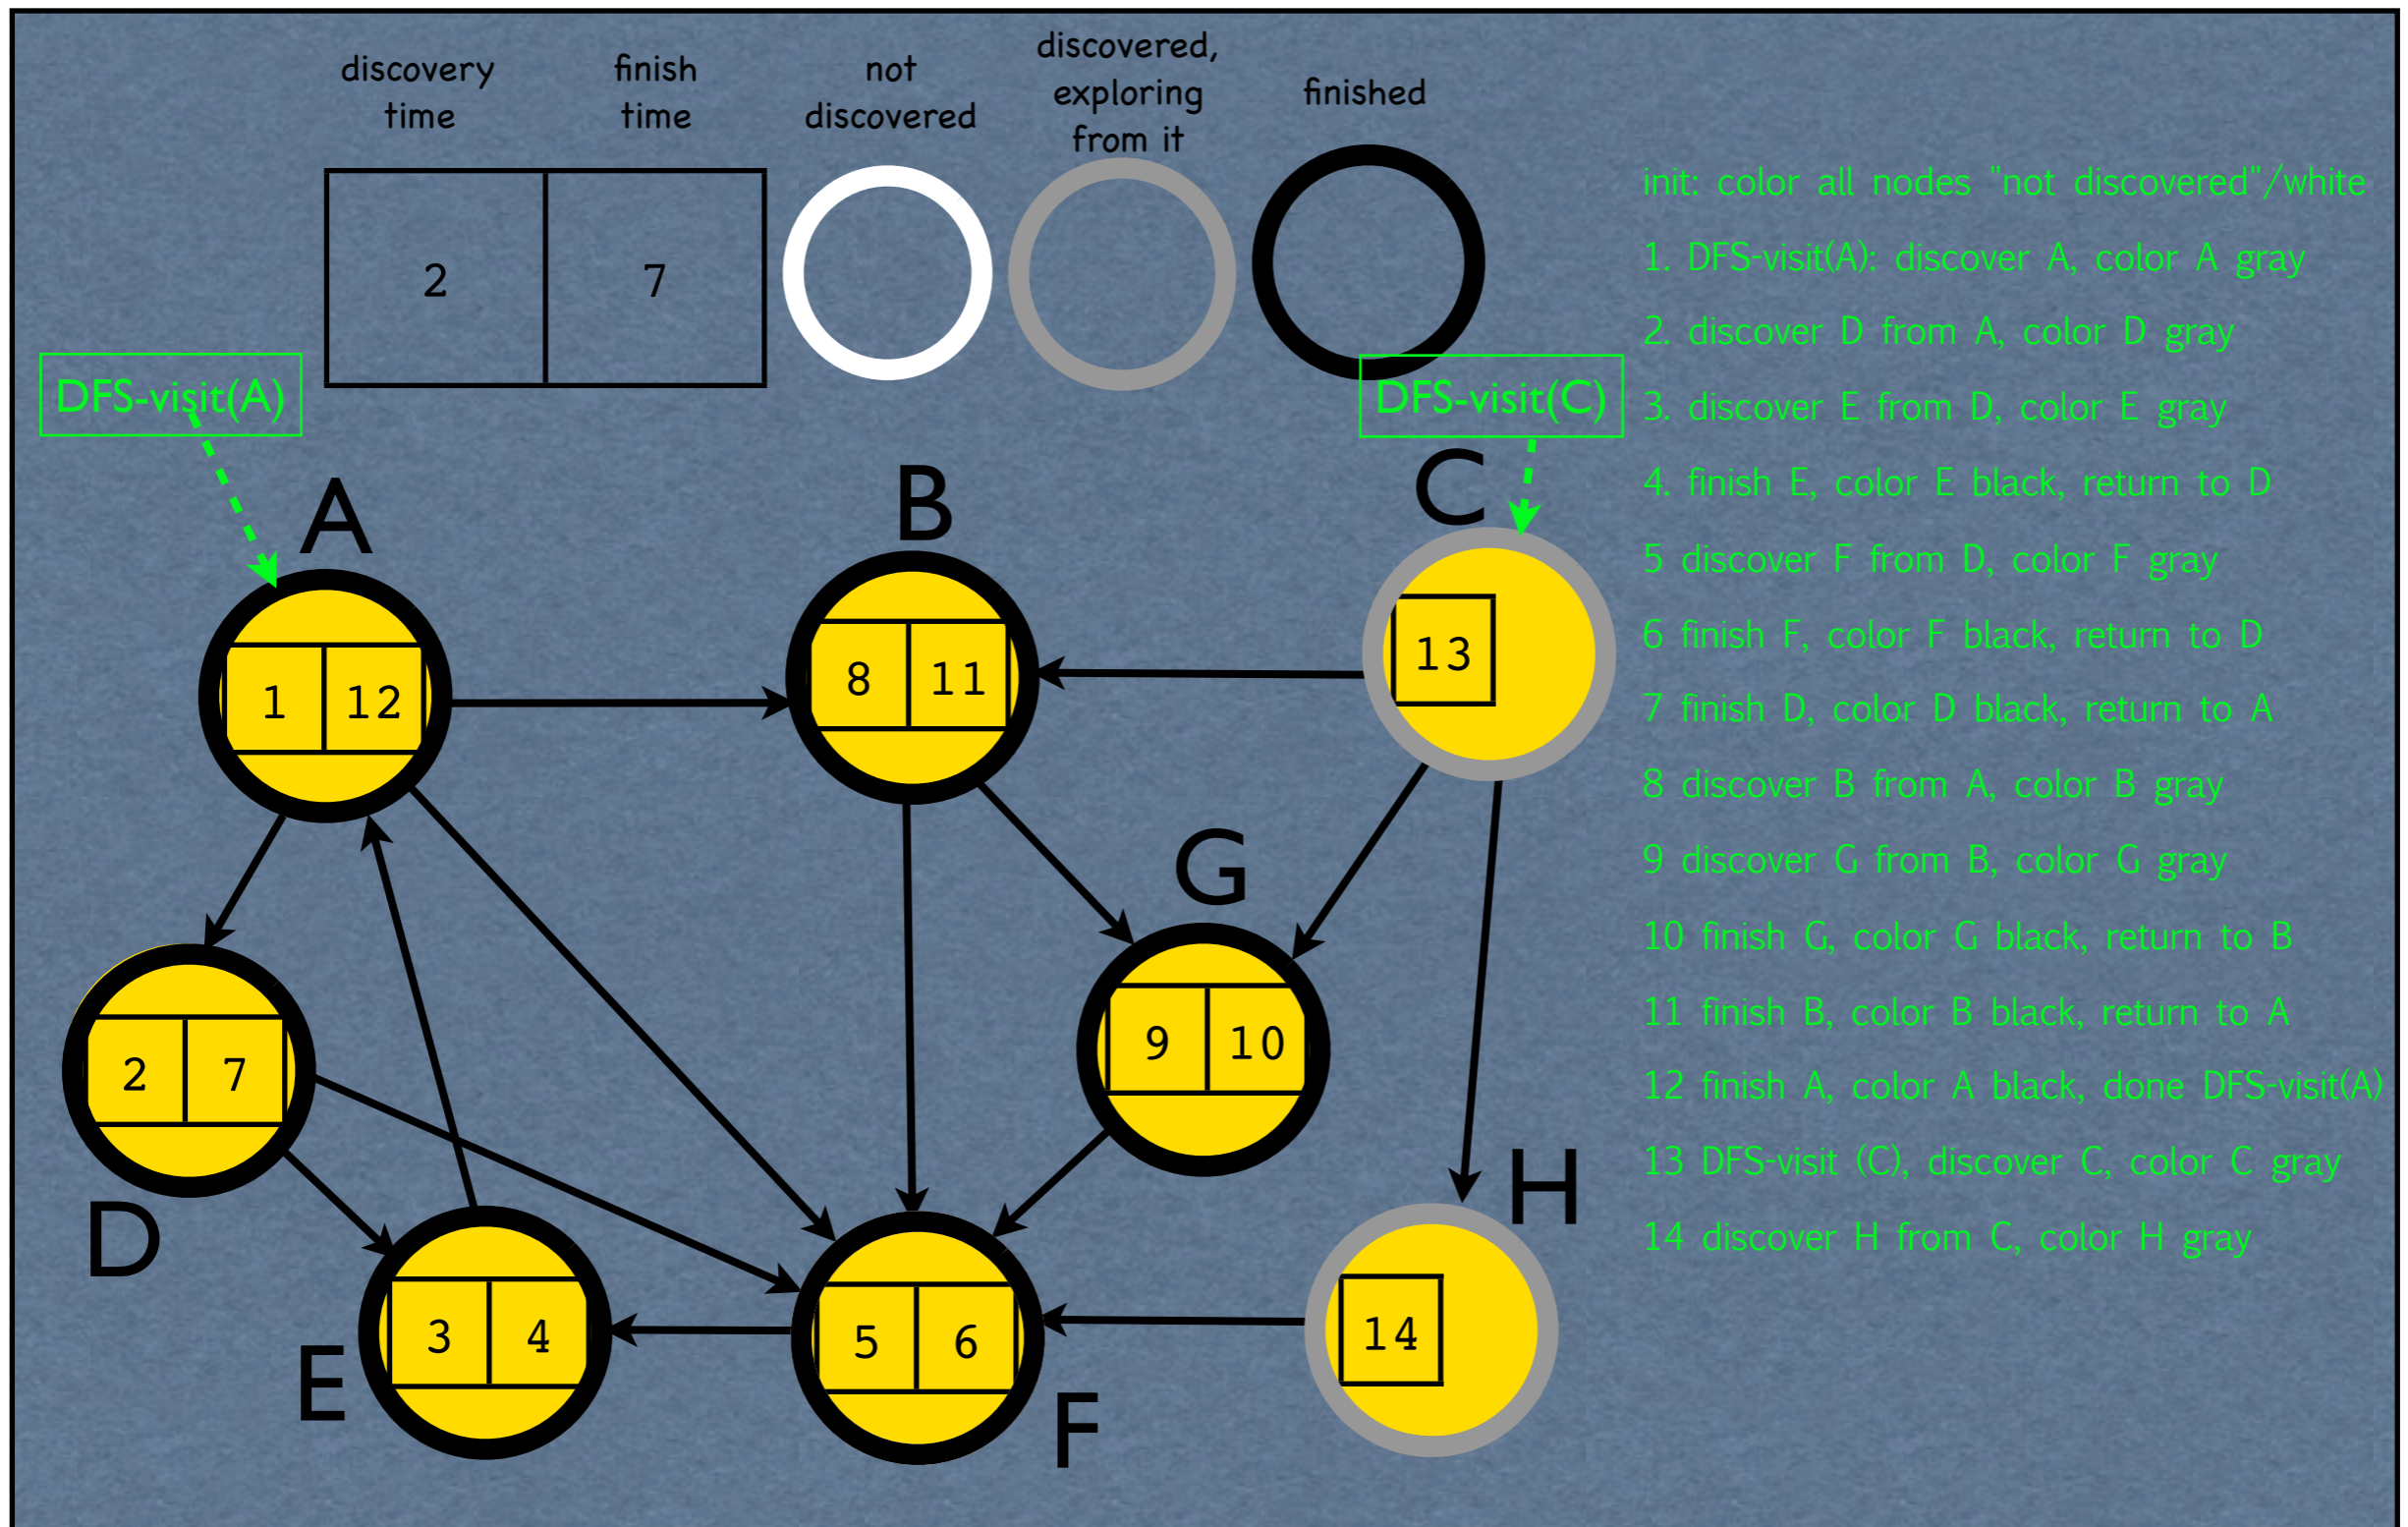 discovery
time
finish
time
not
discovered
discovered,
exploring
from it
finished
2
7
init: color all nodes "not discovered"/white
1. DFS-visit(A): discover A, color A gray
2. discover D from A, color D gray
3. discover E from D, color E gray
4. finish E, color E black, return to D
5 discover F from D, color F gray
6 finish F, color F black, return to D
7 finish D, color D black, return to A
8 discover B from A, color B gray
9 discover G from B, color G gray
10 finish G, color G black, return to B
11 finish B, color B black, return to A
12 finish A, color A black, done DFS-visit(A)
13 DFS-visit (C), discover C, color C gray
14 discover H from C, color H gray
DFS-visit(A)
DFS-visit(C)
A
1
12
B
8
11
C
13
G
9
10
D
2
7
E
3
4
F
5
6
H
14